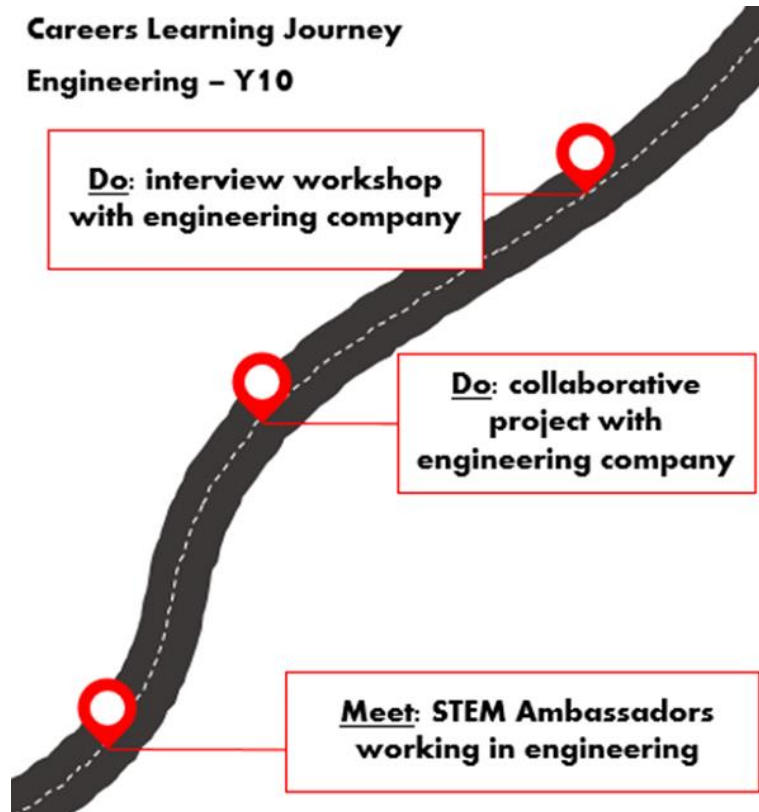 Careers Learning Journey
Engineering – Y10
Do: interview workshop
with engineering company
Do: collaborative
project with
engineering company
Meet: STEM Ambassadors
working in engineering